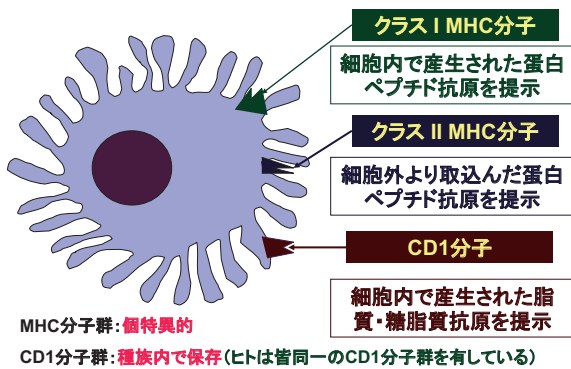 クラス I MHC分子
細胞内で産生された蛋白
ペプチド抗原を提示
クラス II MHC分子
細胞外より取込んだ蛋白
ペプチド抗原を提示
CD1分子
細胞内で産生された脂
質・糖脂質抗原を提示
MHC分子群:個特異的
CD1分子群:種族内で保存(ヒトは皆同一のCD1分子群を有している)